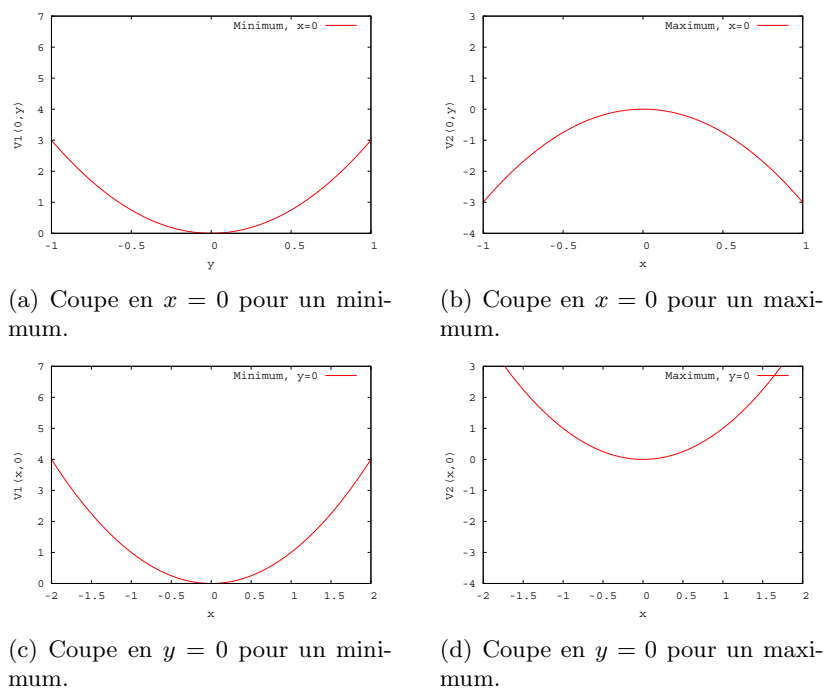 7
6
5
4
3
2
1
0
V1(0,y)
Minimum, x=0
-1 -0.5 0 0.5 1
y
4
3
2
1
0
-1
-2
-3
-4
V2(0,y)
Maximum, x=0
-1 -0.5 0 0.5 1
x
(a) Coupe en x = 0 pour un mini-
mum.
(b) Coupe en x = 0 pour un maxi-
mum.
7
6
5
4
3
2
1
0
V1(x,0)
Minimum, y=0
-2 -1.5 -1 -0.5 0 0.5 1 1.5 2
x
3
2
1
0
-1
-2
-3
-4
V2(x,0)
Maximum, y=0
-2 -1.5 -1 -0.5 0 0.5 1 1.5 2
x
(c) Coupe en y = 0 pour un mini-
mum.
(d) Coupe en y = 0 pour un maxi-
mum.